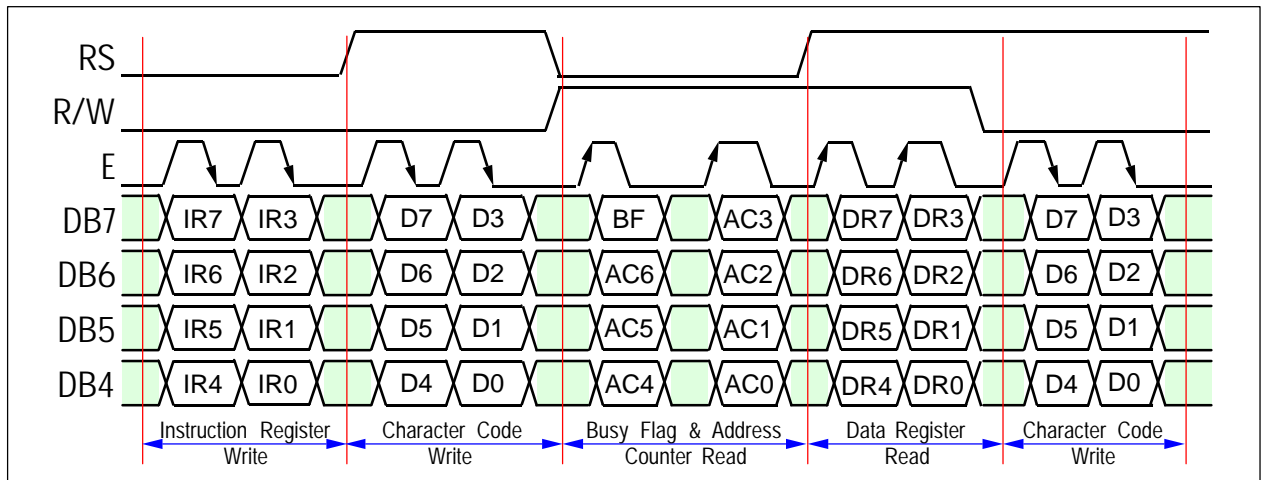 RS
R/W
E
DB7 IR7 IR3 D7 D3 BF AC3 DR7 DR3 D7 D3
DB6 IR6 IR2 D6 D2 AC6 AC2 DR6 DR2 D6 D2
DB5 IR5 IR1 D5 D1 AC5 AC1 DR5 DR1 D5 D1
DB4 IR4 IR0 D4 D0 AC4 AC0 DR4 DR0 D4 D0
Instruction Register Character Code Busy Flag & Address Data Register Character Code
Write Write Counter Read Read Write